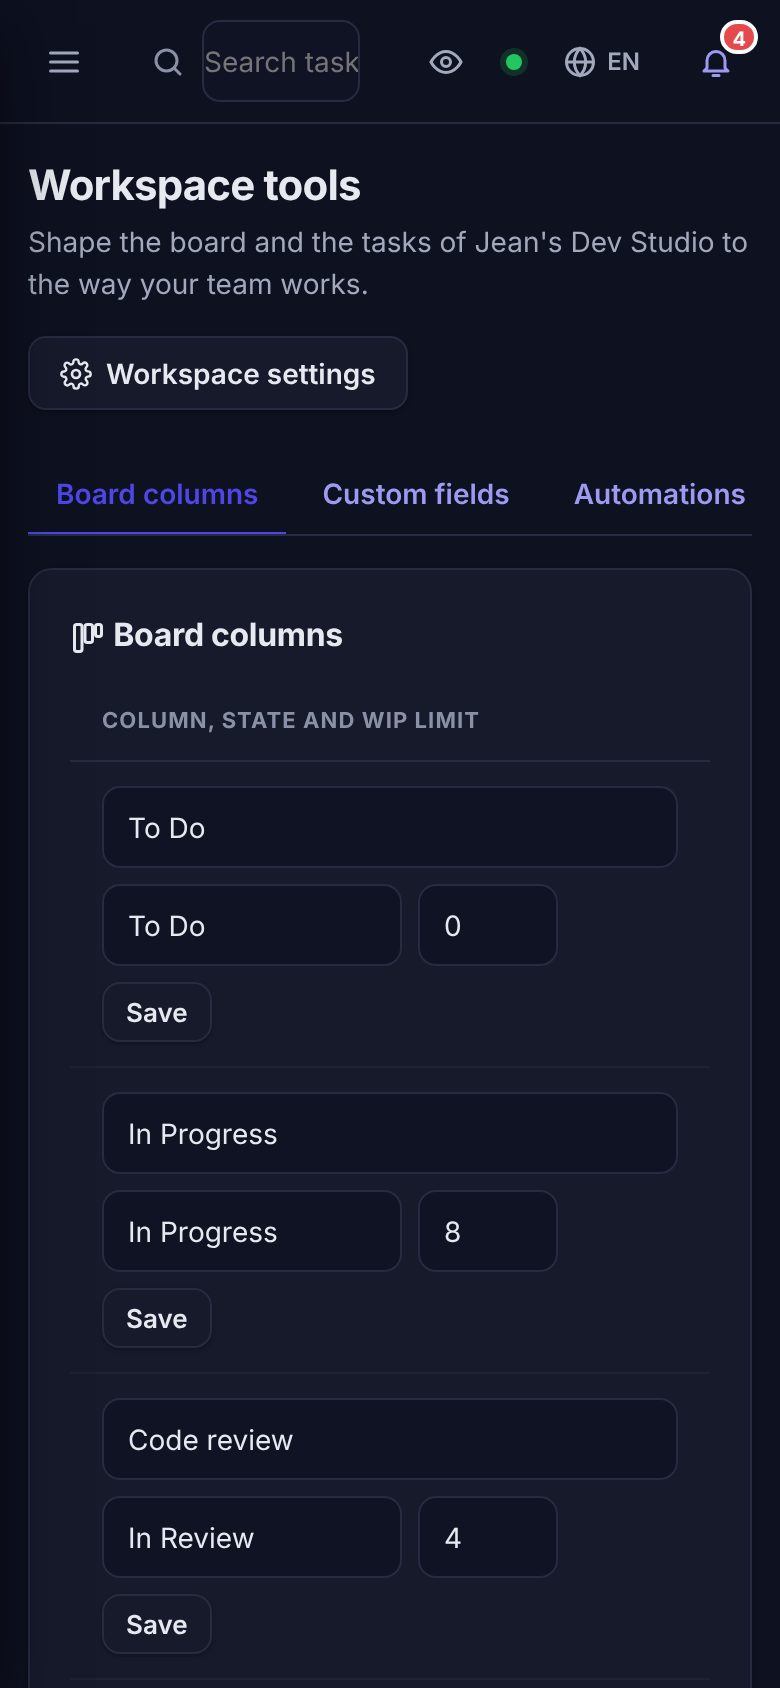 Search task
EN
4
Workspace tools
Shape the board and the tasks of Jean's Dev Studio to
the way your team works.
Workspace settings
Board columns Custom fields Automations
Board columns
COLUMN, STATE AND WIP LIMIT
To Do
To Do 0
Save
In Progress
In Progress 8
Save
Code review
In Review 4
Save